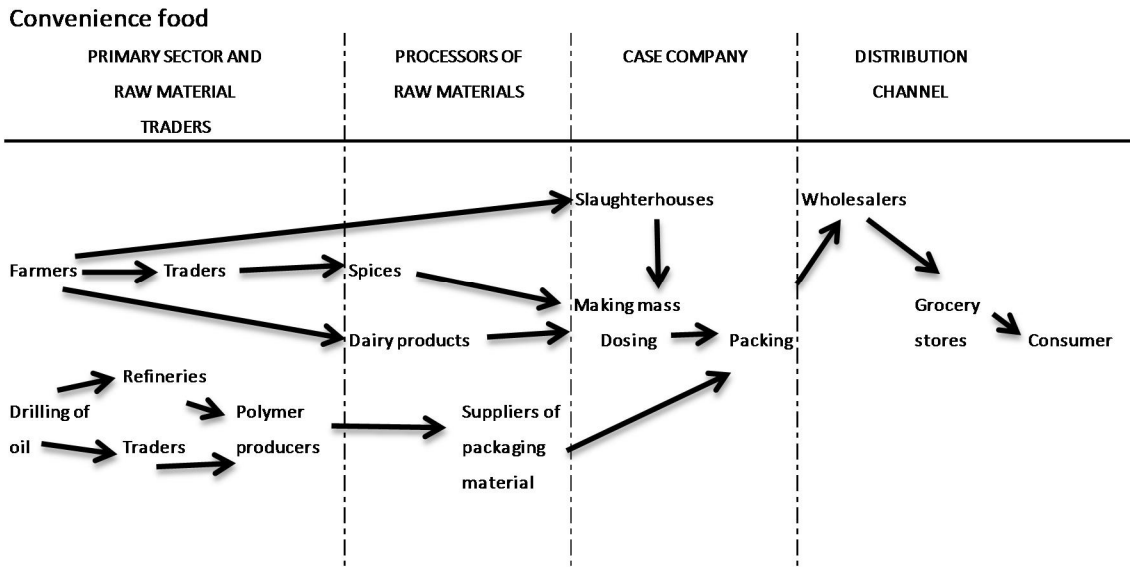 Convenience food
PRIMARY SECTOR AND
RAW MATERIAL
TRADERS
PROCESSORS OF
RAW MATERIALS
CASE COMPANY
DISTRIBUTION
CHANNEL
Slaughterhouses
Wholesalers
Farmers
Traders
Spices
Making mass
Grocery
stores
Dairy products
Dosing
Packing
Consumer
Refineries
Drilling of
oil
Traders
Polymer
producers
Suppliers of
packaging
material